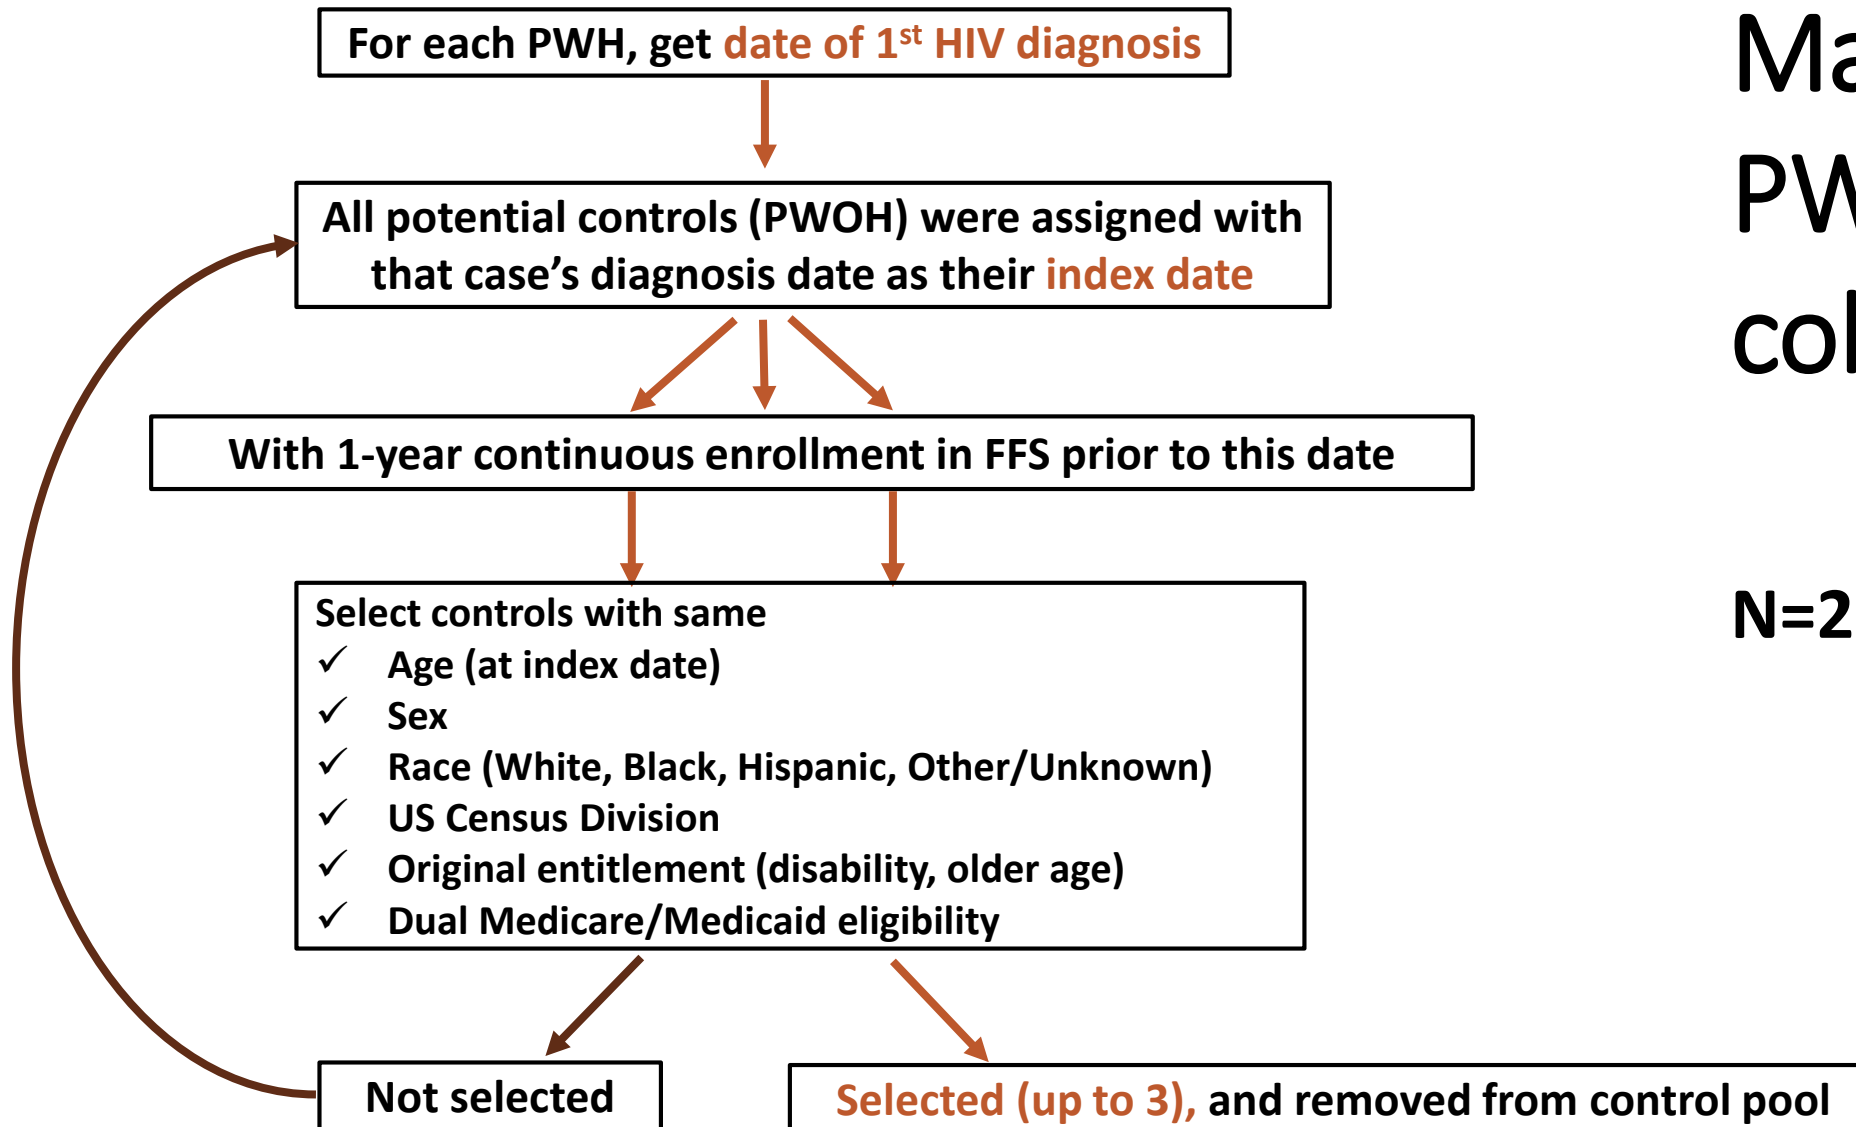 For each PWH, get date of 1st HIV diagnosis
All potential controls (PWOH) were assigned with
that case’s diagnosis date as their index date
With 1-year continuous enrollment in FFS prior to this date
Select controls with same
✓ Age (at index date)
✓ Sex
✓ Race (White, Black, Hispanic, Other/Unknown)
✓ US Census Division
✓ Original entitlement (disability, older age)
✓ Dual Medicare/Medicaid eligibility
Not selected
Selected (up to 3), and removed from control pool
N=2